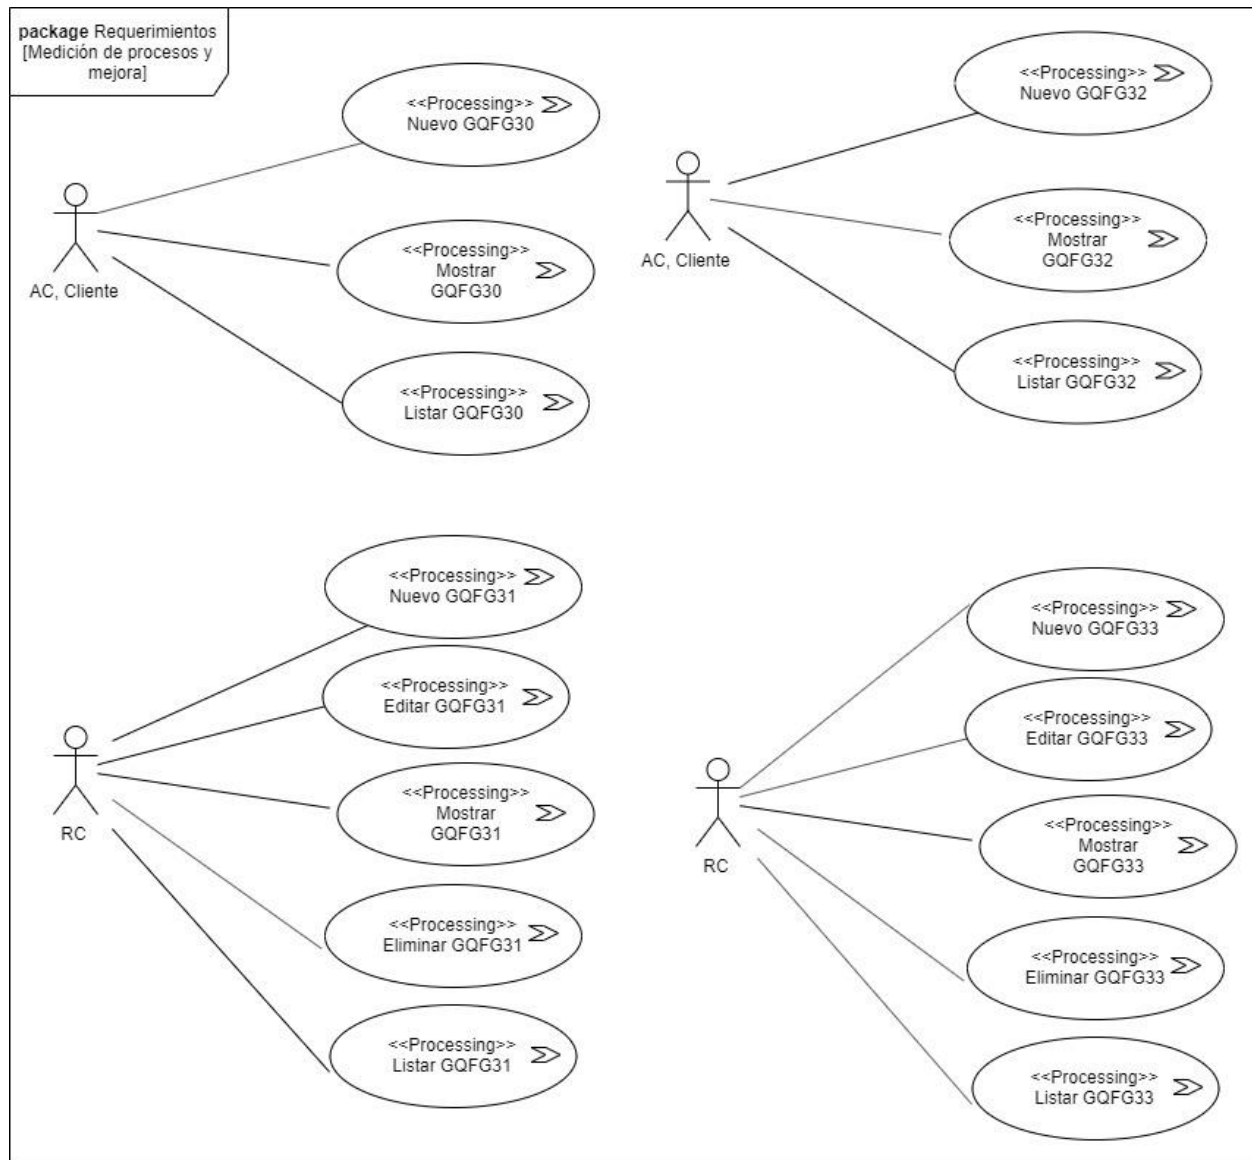 package Requerimientos
[Medición de procesos y
mejora]
<<Processing>>
Nuevo GQFG30
<<Processing>>
Mostrar
GQFG30
<<Processing>>
Listar GQFG30
AC, Cliente
<<Processing>>
Nuevo GQFG32
<<Processing>>
Mostrar
GQFG32
<<Processing>>
Listar GQFG32
AC, Cliente
<<Processing>>
Nuevo GQFG31
<<Processing>>
Editar GQFG31
<<Processing>>
Mostrar
GQFG31
<<Processing>>
Eliminar GQFG31
<<Processing>>
Listar GQFG31
RC
<<Processing>>
Nuevo GQFG33
<<Processing>>
Editar GQFG33
<<Processing>>
Mostrar
GQFG33
<<Processing>>
Eliminar GQFG33
<<Processing>>
Listar GQFG33
RC